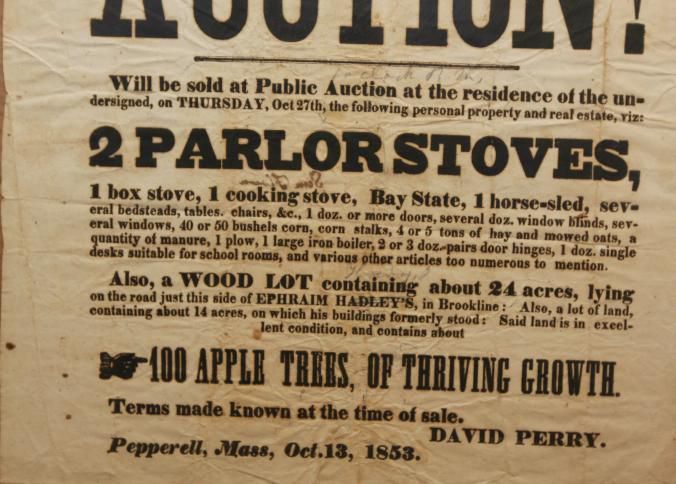 AUCTION!
Will be sold at Public Auction at the residence of the un-
dersigned, on THURSDAY, Oct 27th, the following personal property and real estate, viz:
2 PARLOR STOVES,
1 box stove, 1 cooking stove, Bay State, 1 horse-sled, sev-
eral bedsteads, tables. chairs, &c., 1 doz. or more doors, several doz. window blinds, sev-
eral windows, 40 or 50 bushels corn, corn stalks, 4 or 5 tons of hay and mowed oats, a
quantity of manure, 1 plow, 1 large iron boiler, 2 or 3 doz.-pairs door hinges, 1 doz. single
desks suitable for school rooms, and various other articles too numerous to mention.
Also, a WOOD LOT containing about 24 acres, lying
on the road just this side of EPHRAIM HADLEY'S, in Brookline: Also, a lot of land,
containing about 14 acres, on which his buildings formerly stood: Said land is in excel-
lent condition, and contains about
100 APPLE TREES, OF THRIVING GROWTH.
Terms made known at the time of sale.
DAVID PERRY.
Pepperell, Mass, Oct.13, 1853.